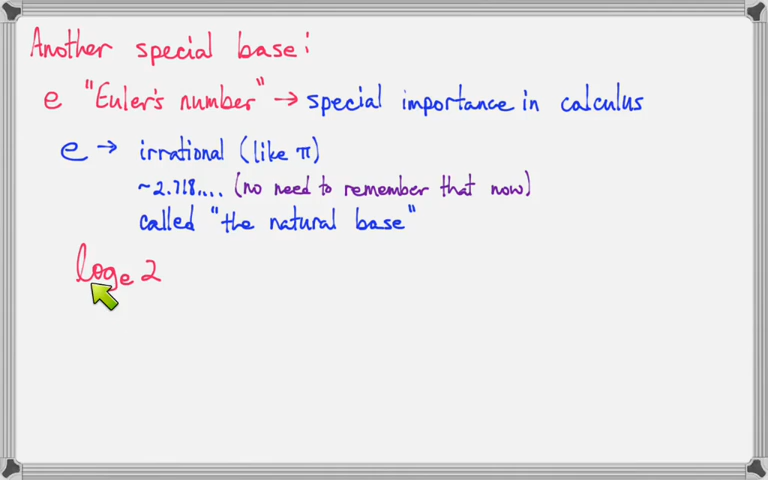 Another special base:
e "Euler's number" → special importance in calculus
e → irrational (like π)
~2.718.... (no need to remember that now)
called "the natural base"
logₑ 2